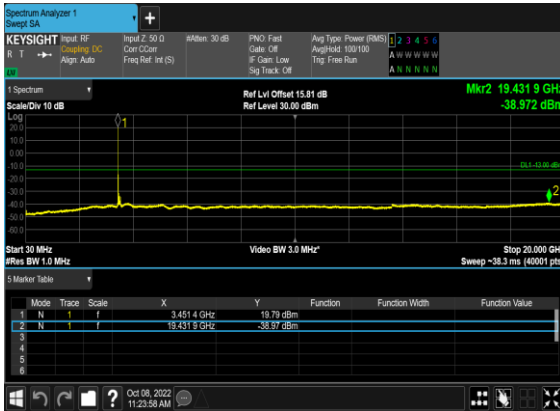 Spectrum Analyzer 1
Swept SA
+
KEYSIGHT Input: RF Input Z: 50 Ω #Atten: 30 dB PNO: Fast Avg Type: Power (RMS) 1 2 3 4 5 6
R T Coupling: DC Corr CCorr Gate: Off Avg|Hold: 100/100 A W W W W W
Align: Auto Freq Ref: Int (S) IF Gain: Low Trig: Free Run
Sig Track: Off A N N N N N
1 Spectrum Ref Lvl Offset 15.81 dB Mkr2 19.431 9 GHz
Scale/Div 10 dB Ref Level 30.00 dBm -38.972 dBm
Log
20.0
10.0
0.00
-10.0
-20.0
-30.0
-40.0
-50.0
-60.0
1
DL1 -13.00 dBm
2
Start 30 MHz Video BW 3.0 MHz* Stop 20.000 GHz
#Res BW 1.0 MHz Sweep ~38.3 ms (40001 pts)
5 Marker Table
Mode Trace Scale X Y Function Function Width Function Value
1 N 1 f 3.451 4 GHz 19.79 dBm
2 N 1 f 19.431 9 GHz -38.97 dBm
3
4
5
6
? Oct 08, 2022
11:23:58 AM